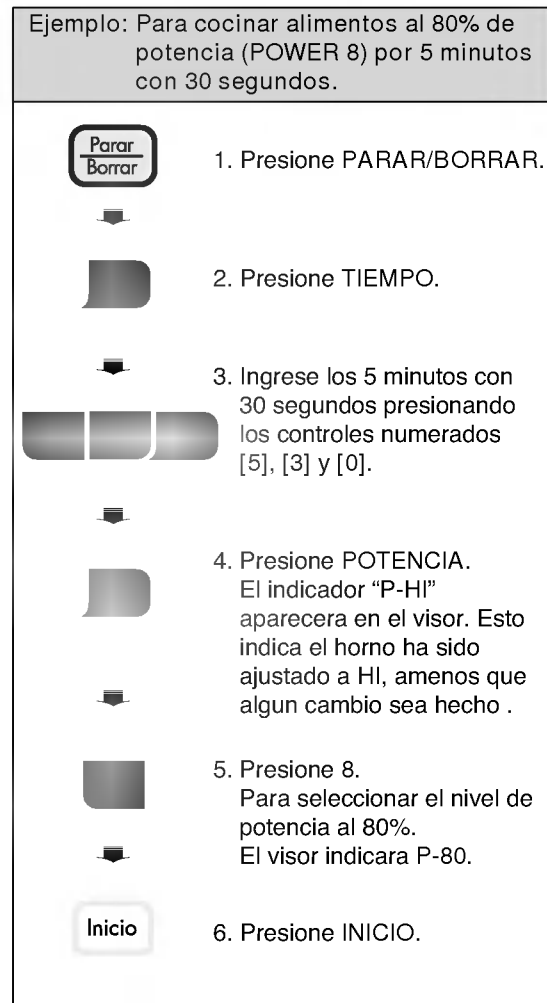 Ejemplo: Para cocinar alimentos al 80% de
potencia (POWER 8) por 5 minutos
con 30 segundos.
Parar
Borrar
1. Presione PARAR/BORRAR.
2. Presione TIEMPO.
3. Ingrese los 5 minutos con
30 segundos presionando
los controles numerados
[5], [3] y [0].
4. Presione POTENCIA.
El indicador “P-HI”
aparecera en el visor. Esto
indica el horno ha sido
ajustado a HI, amenos que
algun cambio sea hecho .
5. Presione 8.
Para seleccionar el nivel de
potencia al 80%.
El visor indicara P-80.
Inicio
6. Presione INICIO.